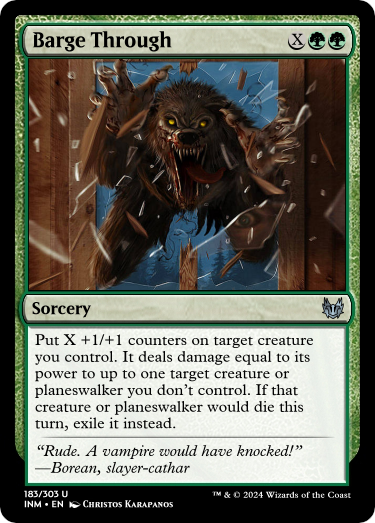 Barge Through X
Sorcery
Put X +1/+1 counters on target creature
you control. It deals damage equal to its
power to up to one target creature or
planeswalker you don't control. If that
creature or planeswalker would die this
turn, exile it instead.
“Rude. A vampire would have knocked!”
—Borean, slayer-cathar
183/303 U
INM • EN Christos Karapanos
™ & © 2024 Wizards of the Coast